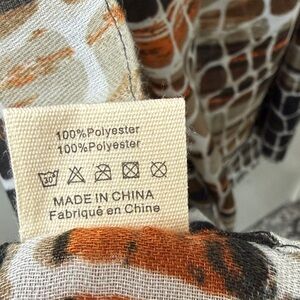 100%Polyester
100%Polyester
MADE IN CHINA
Fabriqué en Chine